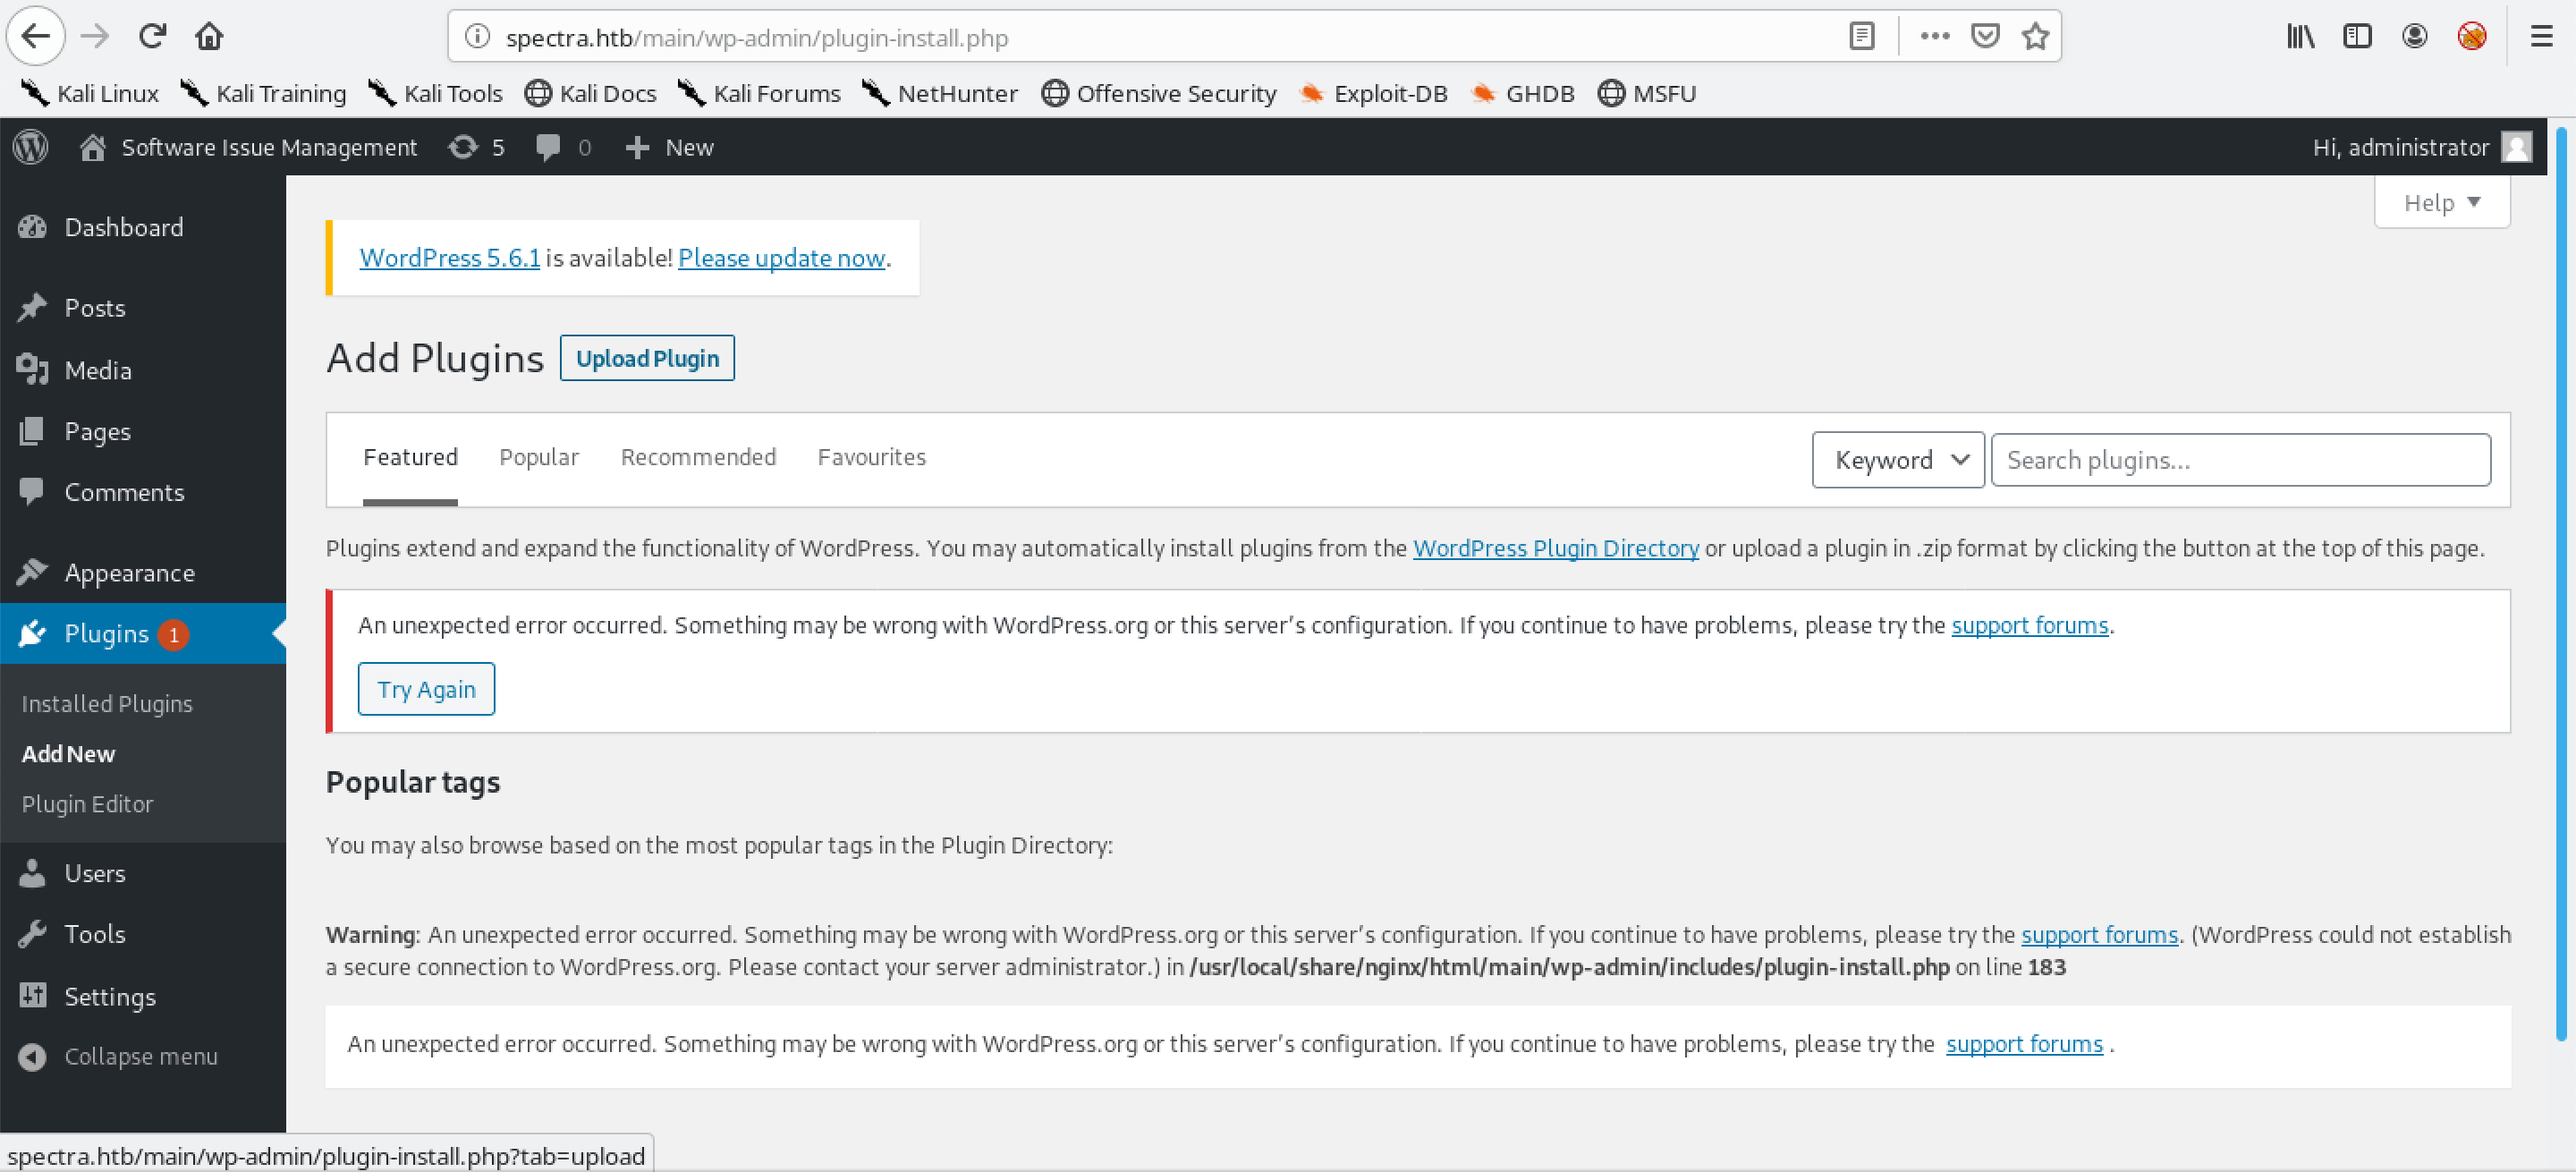 spectra.htb/main/wp-admin/plugin-install.php
Kali Linux Kali Training Kali Tools Kali Docs Kali Forums NetHunter Offensive Security Exploit-DB GHDB MSFU
Software Issue Management 5 0 New Hi, administrator
Help
Dashboard
Posts
Media
Pages
Comments
Appearance
Plugins 1
Installed Plugins
Add New
Plugin Editor
Users
Tools
Settings
Collapse menu
WordPress 5.6.1 is available! Please update now.
Add Plugins Upload Plugin
Featured Popular Recommended Favourites Keyword Search plugins...
Plugins extend and expand the functionality of WordPress. You may automatically install plugins from the WordPress Plugin Directory or upload a plugin in .zip format by clicking the button at the top of this page.
An unexpected error occurred. Something may be wrong with WordPress.org or this server’s configuration. If you continue to have problems, please try the support forums.
Try Again
Popular tags
You may also browse based on the most popular tags in the Plugin Directory:
Warning: An unexpected error occurred. Something may be wrong with WordPress.org or this server’s configuration. If you continue to have problems, please try the support forums. (WordPress could not establish
a secure connection to WordPress.org. Please contact your server administrator.) in /usr/local/share/nginx/html/main/wp-admin/includes/plugin-install.php on line 183
An unexpected error occurred. Something may be wrong with WordPress.org or this server’s configuration. If you continue to have problems, please try the support forums .
spectra.htb/main/wp-admin/plugin-install.php?tab=upload